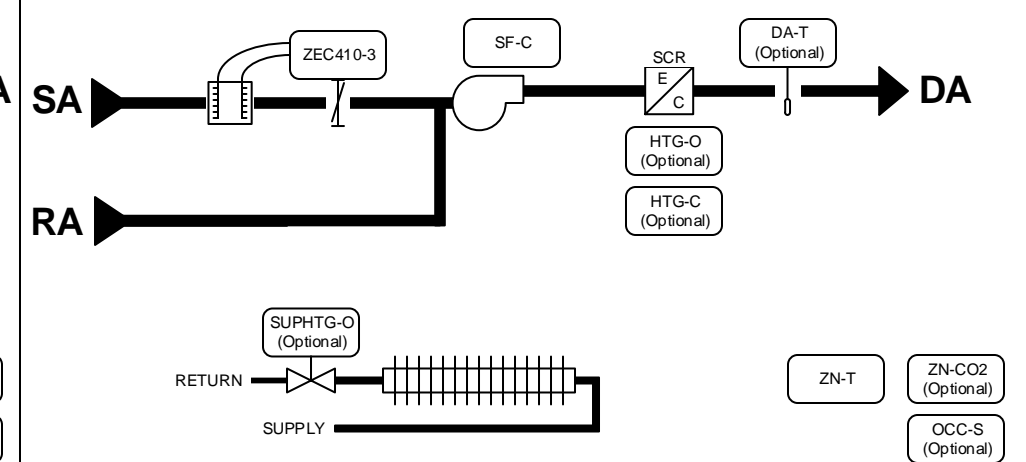 ZEC410-3
SF-C
DA-T
(Optional)
SCR
E
C
A
SA
DA
HTG-O
(Optional)
HTG-C
(Optional)
RA
SUPHTG-O
(Optional)
RETURN
SUPPLY
ZN-T
ZN-CO2
(Optional)
OCC-S
(Optional)